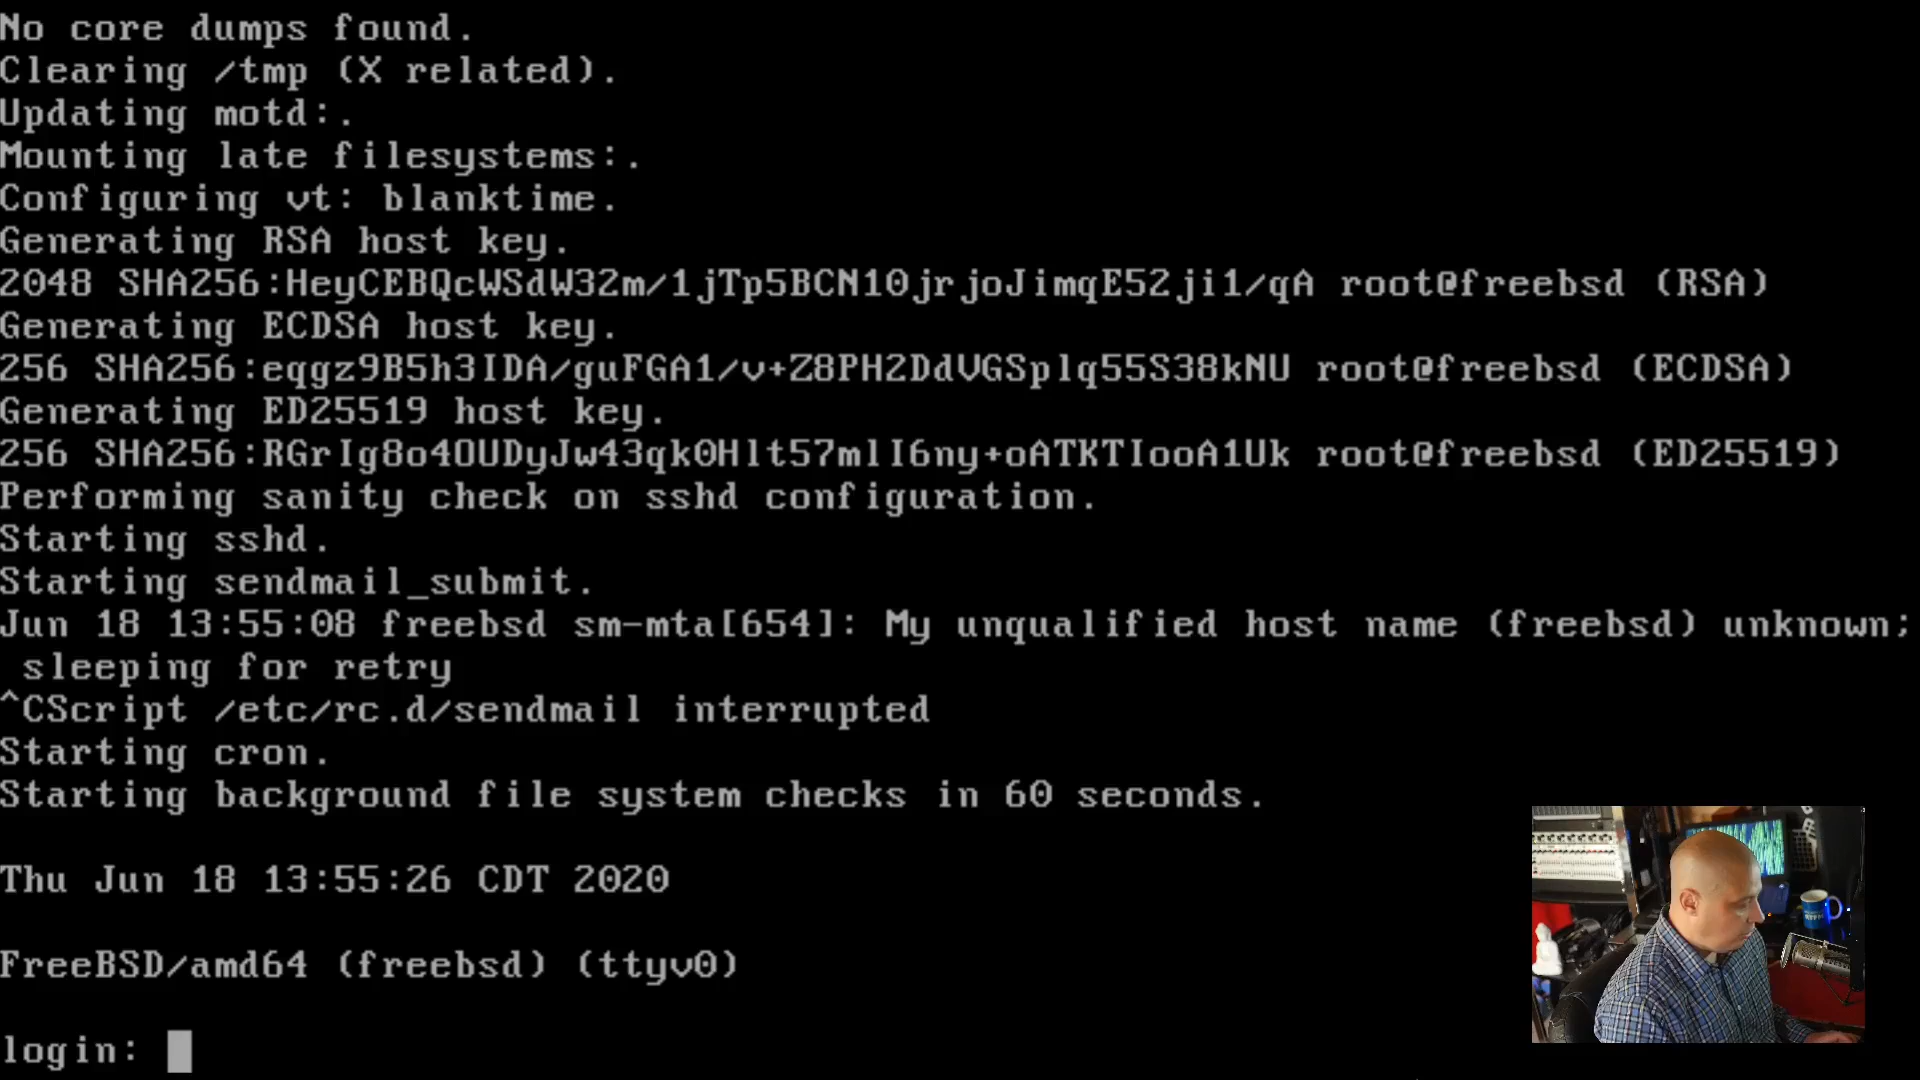 No core dumps found.
Clearing /tmp (X related).
Updating motd:.
Mounting late filesystems:.
Configuring vt: blanktime.
Generating RSA host key.
2048 SHA256:HeyCEBQcWSdW32m/1jTp5BCN10jrjoJimqE52ji1/qA root@freebsd (RSA)
Generating ECDSA host key.
256 SHA256:eqgz9B5h3IDA/guFGA1/v+Z8PH2DdVGSplq55S38kNU root@freebsd (ECDSA)
Generating ED25519 host key.
256 SHA256:RGrIg8o4OUDyJw43qk0Hlt57mlI6ny+oATKTIooA1Uk root@freebsd (ED25519)
Performing sanity check on sshd configuration.
Starting sshd.
Starting sendmail_submit.
Jun 18 13:55:08 freebsd sm-mta[654]: My unqualified host name (freebsd) unknown;
 sleeping for retry
^CScript /etc/rc.d/sendmail interrupted
Starting cron.
Starting background file system checks in 60 seconds.
Thu Jun 18 13:55:26 CDT 2020
FreeBSD/amd64 (freebsd) (ttyv0)
login: